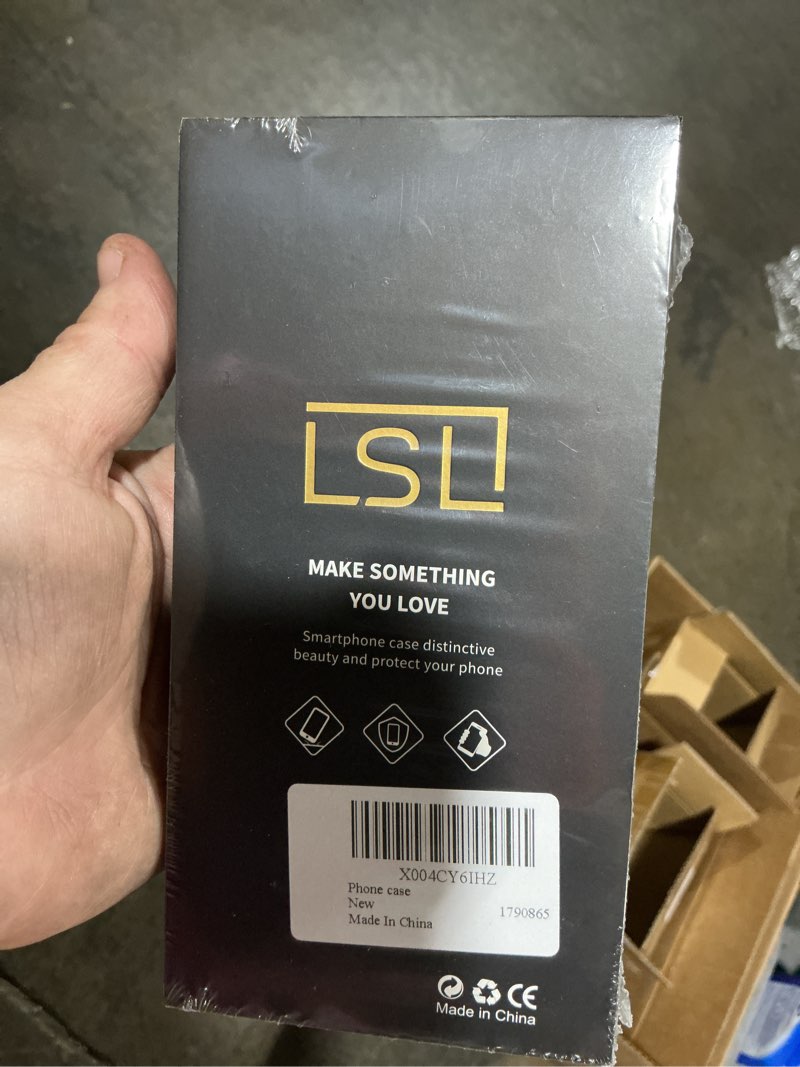 LSL
MAKE SOMETHING
YOU LOVE
Smartphone case distinctive
beauty and protect your phone
X004CY6IHZ
Phone case
New
1790865
Made In China
CE
Made in China